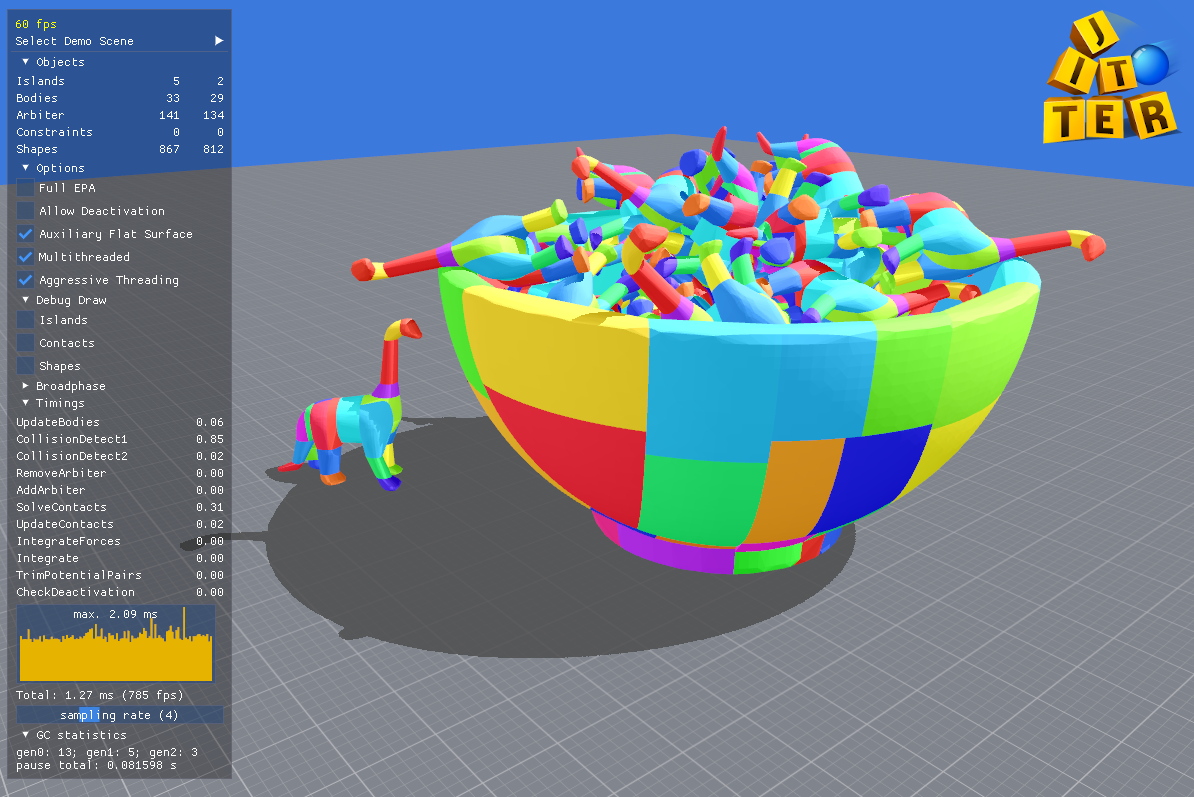 60 fps
Select Demo Scene
Objects
Islands 5 2
Bodies 33 29
Arbiter 141 134
Constraints 0 0
Shapes 867 812
Options
Full EPA
Allow Deactivation
Auxiliary Flat Surface
Multithreaded
Aggressive Threading
Debug Draw
Islands
Contacts
Shapes
Broadphase
Timings
UpdateBodies 0.06
CollisionDetect1 0.85
CollisionDetect2 0.02
RemoveArbiter 0.00
AddArbiter 0.00
SolveContacts 0.31
UpdateContacts 0.02
IntegrateForces 0.00
Integrate 0.00
TrimPotentialPairs 0.00
CheckDeactivation 0.00
max. 2.09 ms
Total: 1.27 ms (785 fps)
sampling rate (4)
GC statistics
gen0: 13; gen1: 5; gen2: 3
pause total: 0.081598 s
J
IT
TER